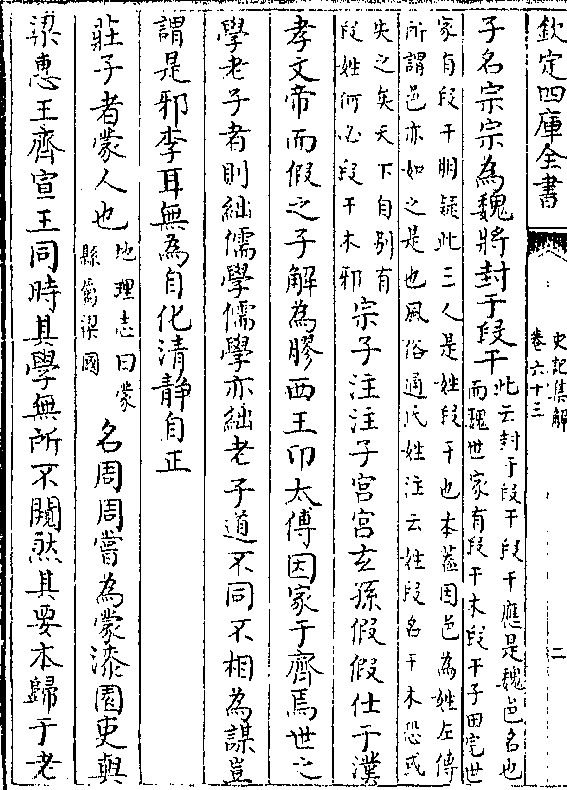 欽定四庫全書
史記集解
卷六十三
二
子名宗宗為魏將封于段干此云封于段干段干應是魏邑名也而魏世家有段干木段干子田完世
家有段干朋疑此三人是姓段干也本蓋因邑為姓左傳所謂邑亦如之是也風俗通氏姓注云姓段名干木恐或
失之矣天下自别有段姓何必段干木邪宗子注注子宫宫玄孫假假仕于漢
孝文帝而假之子解為膠西王卬太傅因家于齊焉世之
學老子者則絀儒學儒學亦絀老子道不同不相為謀豈
謂是邪李耳無為自化清静自正
莊子者蒙人也地理志曰蒙縣屬梁國名周周嘗為蒙漆園吏與
梁惠王齊宣王同時其學無所不闚然其要本歸于老